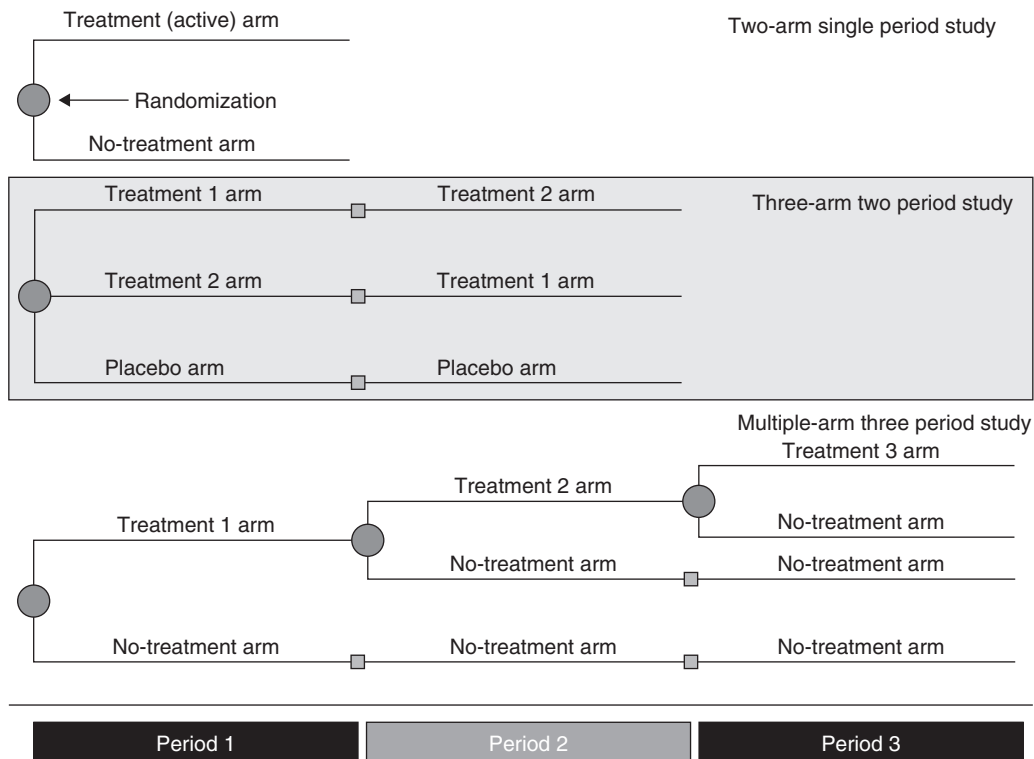 Treatment (active) arm
Two-arm single period study
Randomization
No-treatment arm
Treatment 1 arm
Treatment 2 arm
Three-arm two period study
Treatment 2 arm
Treatment 1 arm
Placebo arm
Placebo arm
Multiple-arm three period study
Treatment 3 arm
Treatment 2 arm
Treatment 1 arm
No-treatment arm
No-treatment arm
No-treatment arm
No-treatment arm
No-treatment arm
No-treatment arm
Period 1
Period 2
Period 3